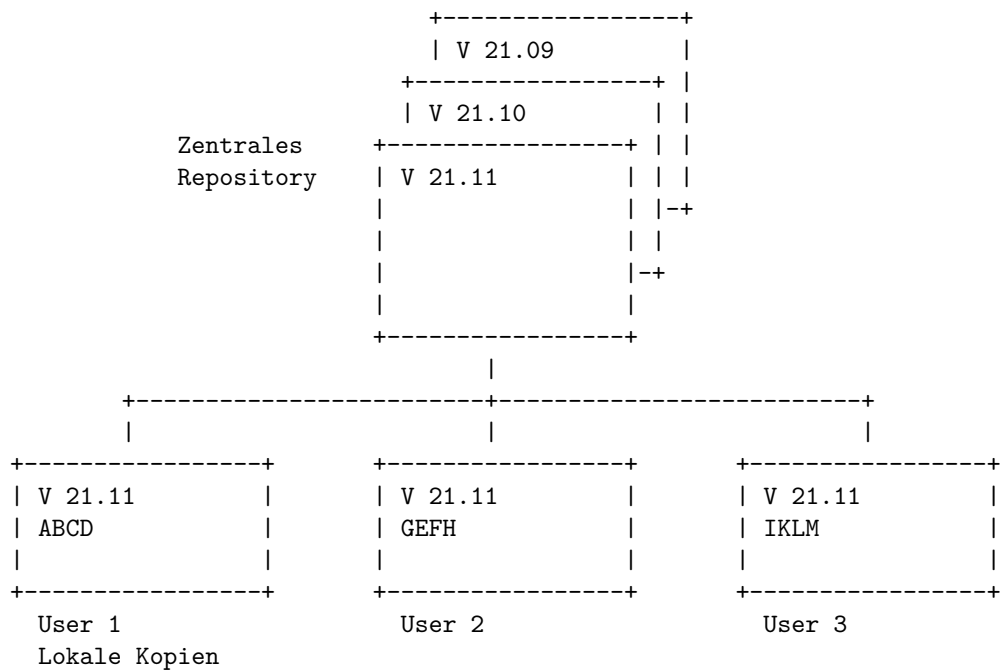 V 21.09
V 21.10
Zentrales
Repository
V 21.11
V 21.11
ABCD
V 21.11
GEFH
V 21.11
IKLM
User 1
User 2
User 3
Lokale Kopien